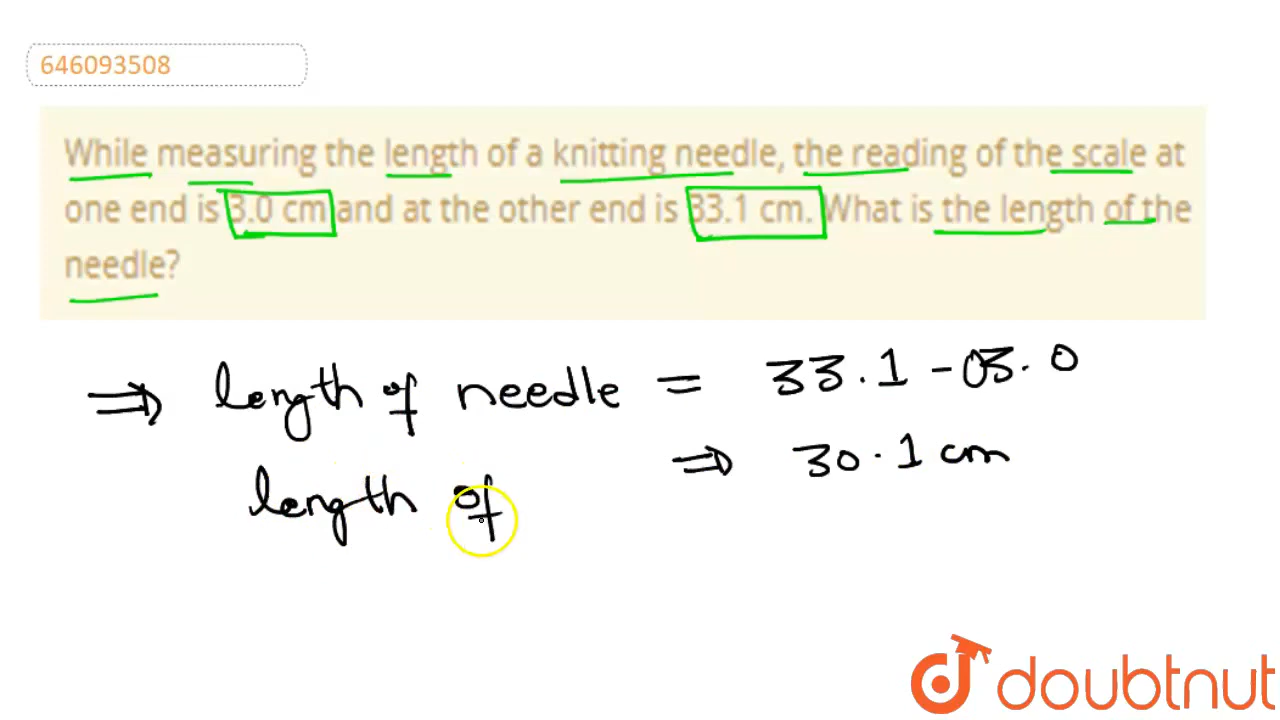 646093508
While measuring the length of a knitting needle, the reading of the scale at
one end is 3.0 cm and at the other end is 33.1 cm. What is the length of the
needle?
⇒ length of needle = 33.1 - 03.0
⇒ 30.1 cm
length of
doubtnut